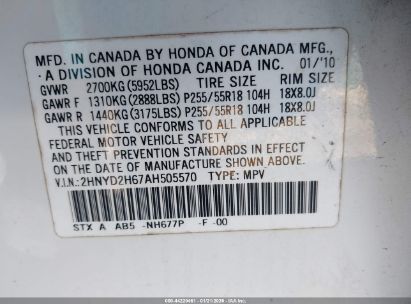 MFD. IN CANADA BY HONDA OF CANADA MFG.,
A DIVISION OF HONDA CANADA INC. 01/'10
GVWR 2700KG (5952LBS) TIRE SIZE RIM SIZE
GAWR F 1310KG (2888LBS) P255/55R18 104H 18X8.0J
GAWR R 1440KG (3175LBS) P255/55R18 104H 18X8.0J
THIS VEHICLE CONFORMS TO ALL APPLICABLE
FEDERAL MOTOR VEHICLE SAFETY
AND THEFT PREVENTION STANDARDS IN EFFECT
ON THE DATE OF MANUFACTURE SHOWN ABOVE.
V.I.N.: 2HNYD2H67AH505570 TYPE: MPV
STX A AB5 -NH677P -F -00